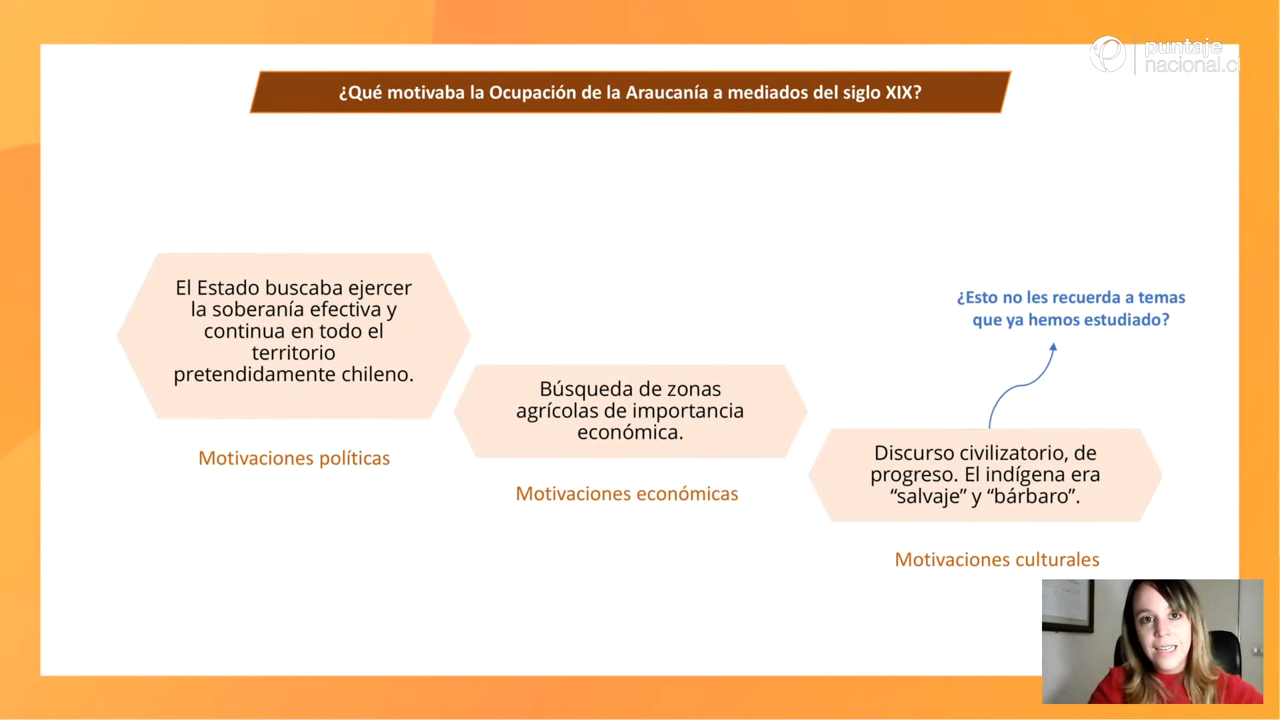 puntaje
nacional.cl
¿Qué motivaba la Ocupación de la Araucanía a mediados del siglo XIX?
El Estado buscaba ejercer
la soberanía efectiva y
continua en todo el
territorio
pretendidamente chileno.
Motivaciones políticas
Búsqueda de zonas
agrícolas de importancia
económica.
Motivaciones económicas
¿Esto no les recuerda a temas
que ya hemos estudiado?
Discurso civilizatorio, de
progreso. El indígena era
“salvaje” y “bárbaro”.
Motivaciones culturales